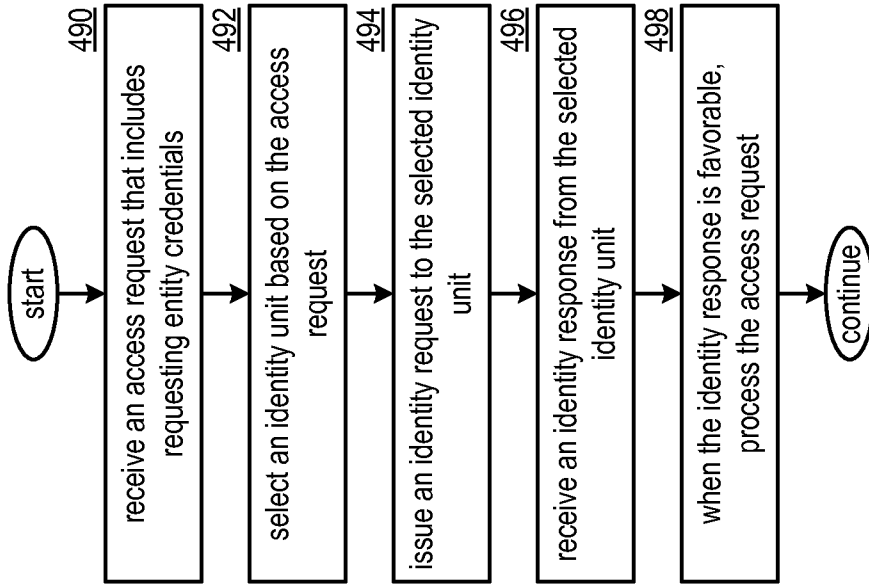 start
490
receive an access request that includes
requesting entity credentials
492
select an identity unit based on the access
request
494
issue an identity request to the selected identity
unit
496
receive an identity response from the selected
identity unit
498
when the identity response is favorable,
process the access request
continue